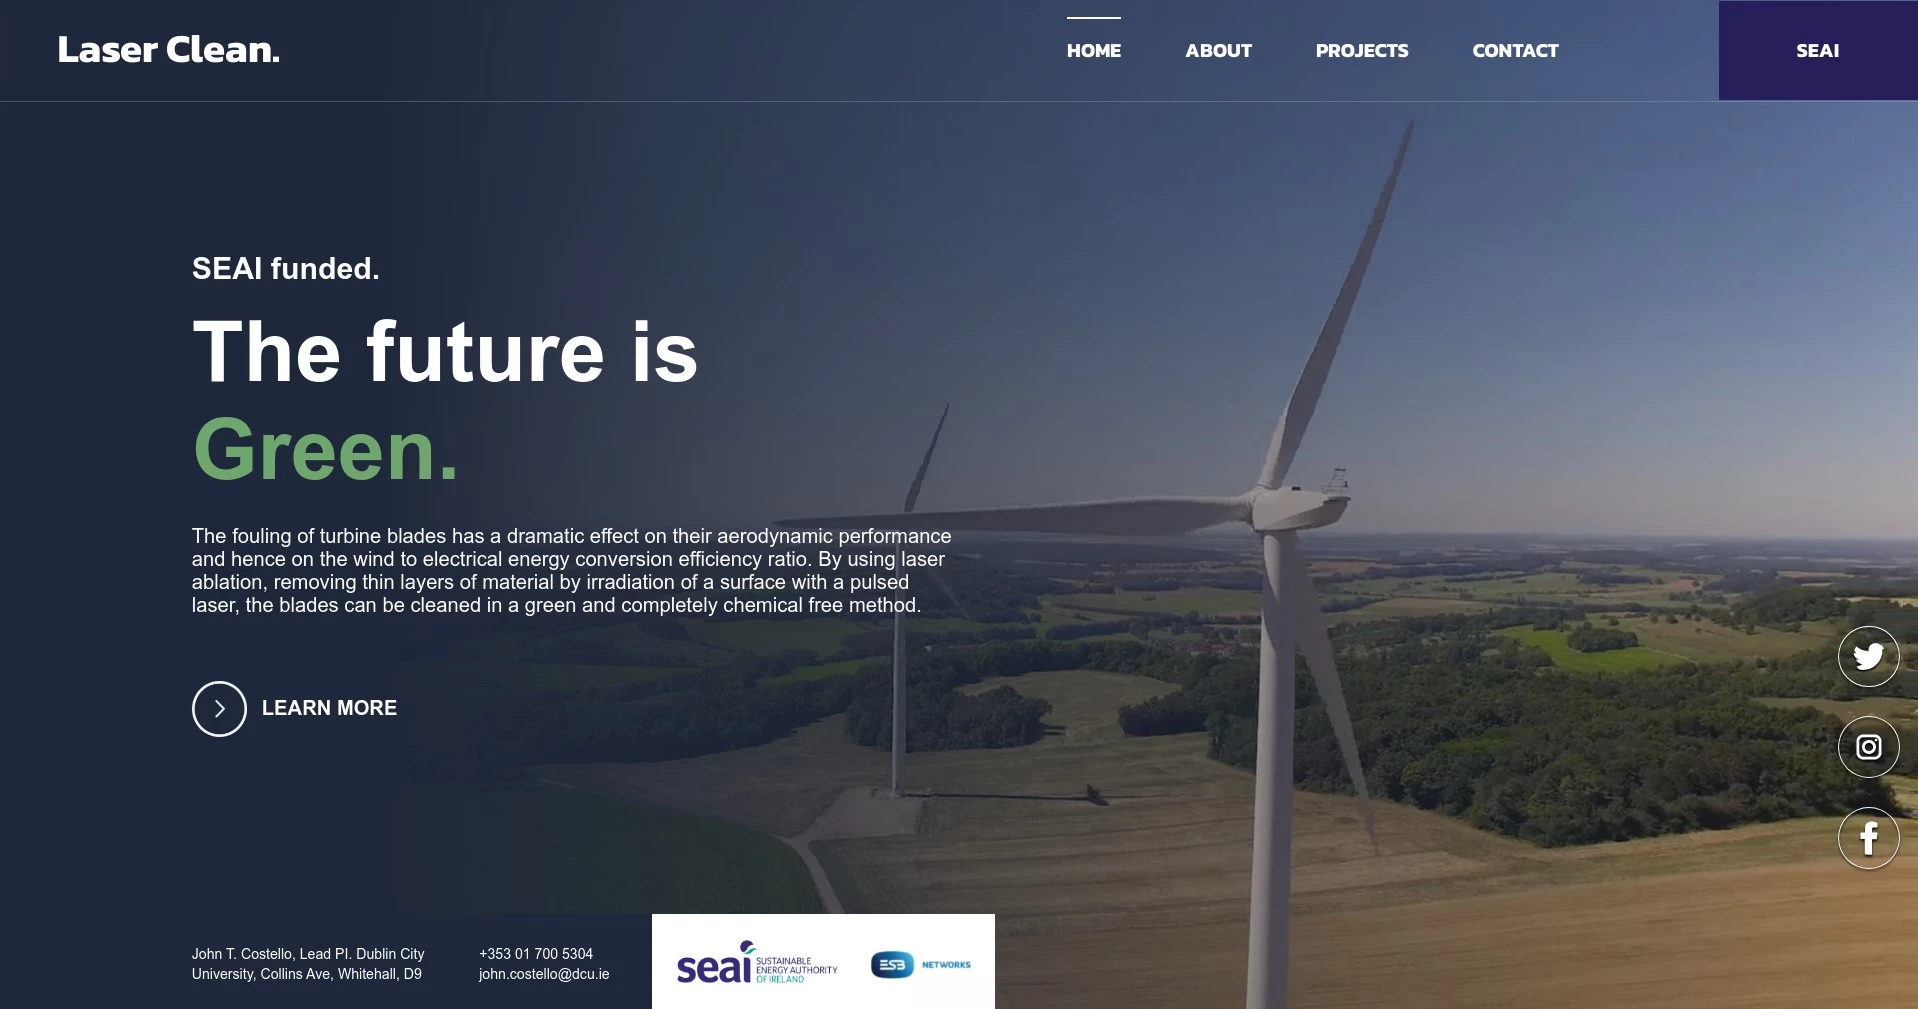 Laser Clean.
HOME
ABOUT
PROJECTS
CONTACT
SEAI
SEAI funded.
The future is
Green.
The fouling of turbine blades has a dramatic effect on their aerodynamic performance
and hence on the wind to electrical energy conversion efficiency ratio. By using laser
ablation, removing thin layers of material by irradiation of a surface with a pulsed
laser, the blades can be cleaned in a green and completely chemical free method.
LEARN MORE
John T. Costello, Lead PI. Dublin City
University, Collins Ave, Whitehall, D9
+353 01 700 5304
john.costello@dcu.ie
seai
SUSTAINABLE
ENERGY AUTHORITY
OF IRELAND
ESB
NETWORKS